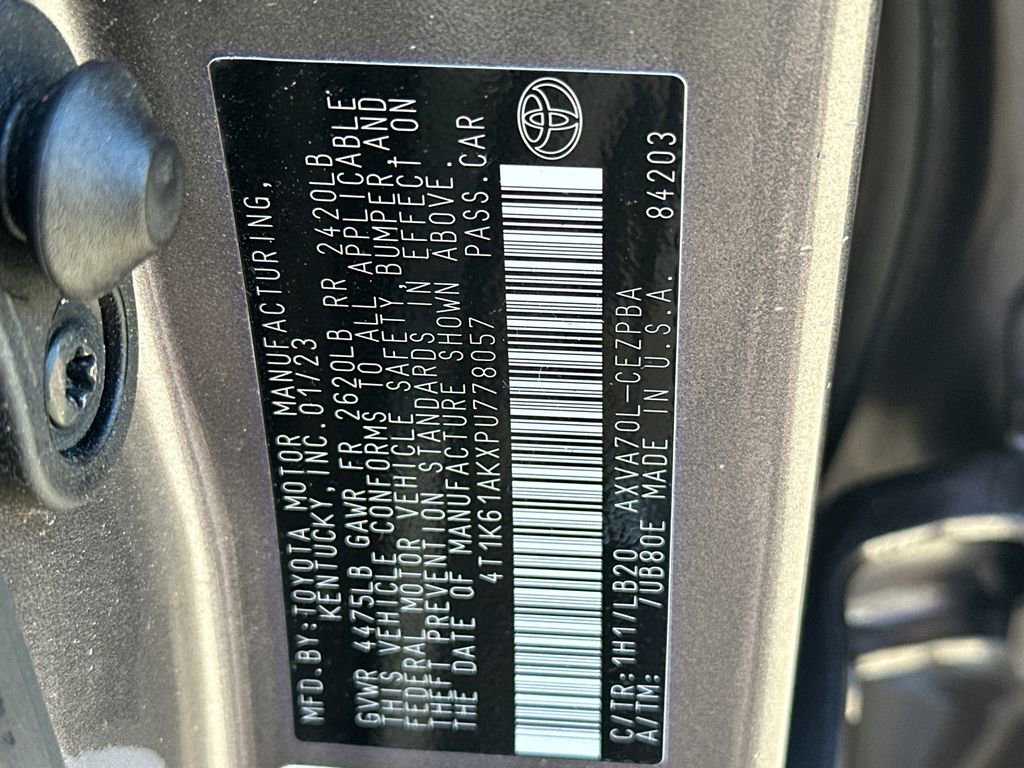 MFD.BY:TOYOTA MOTOR MANUFACTURING,
KENTUCKY, INC. 01/23
GVWR 4475LB GAWR FR 2620LB RR 2420LB
THIS VEHICLE CONFORMS TO ALL APPLICABLE
FEDERAL MOTOR VEHICLE SAFETY, BUMPER, AND
THEFT PREVENTION STANDARDS IN EFFECT ON
THE DATE OF MANUFACTURE SHOWN ABOVE.
4T1K61AKXPU778057 PASS.CAR
C/TR:1H1/LB20 AXVA70L-CEZPBA 84203
A/TM: 7UB80E MADE IN U.S.A.